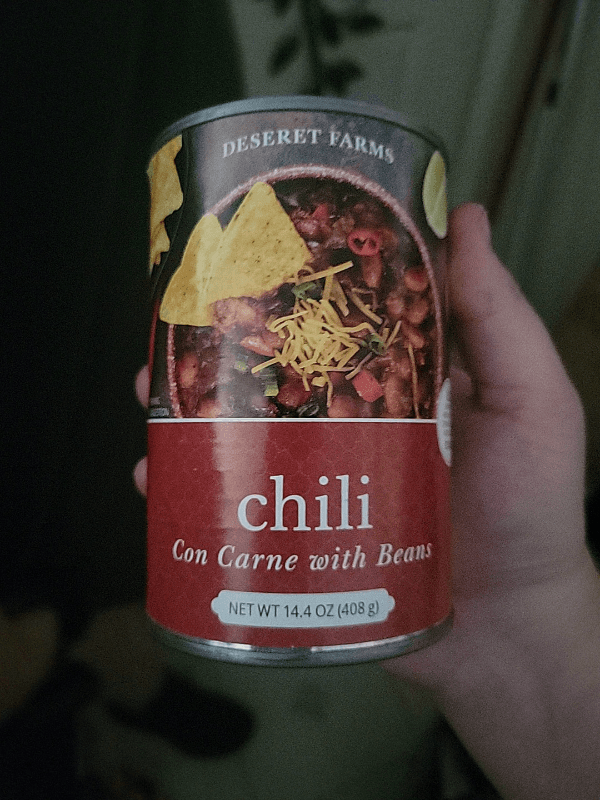 DESERET FARMS
chili
Con Carne with Beans
NET WT 14.4 OZ (408 g)